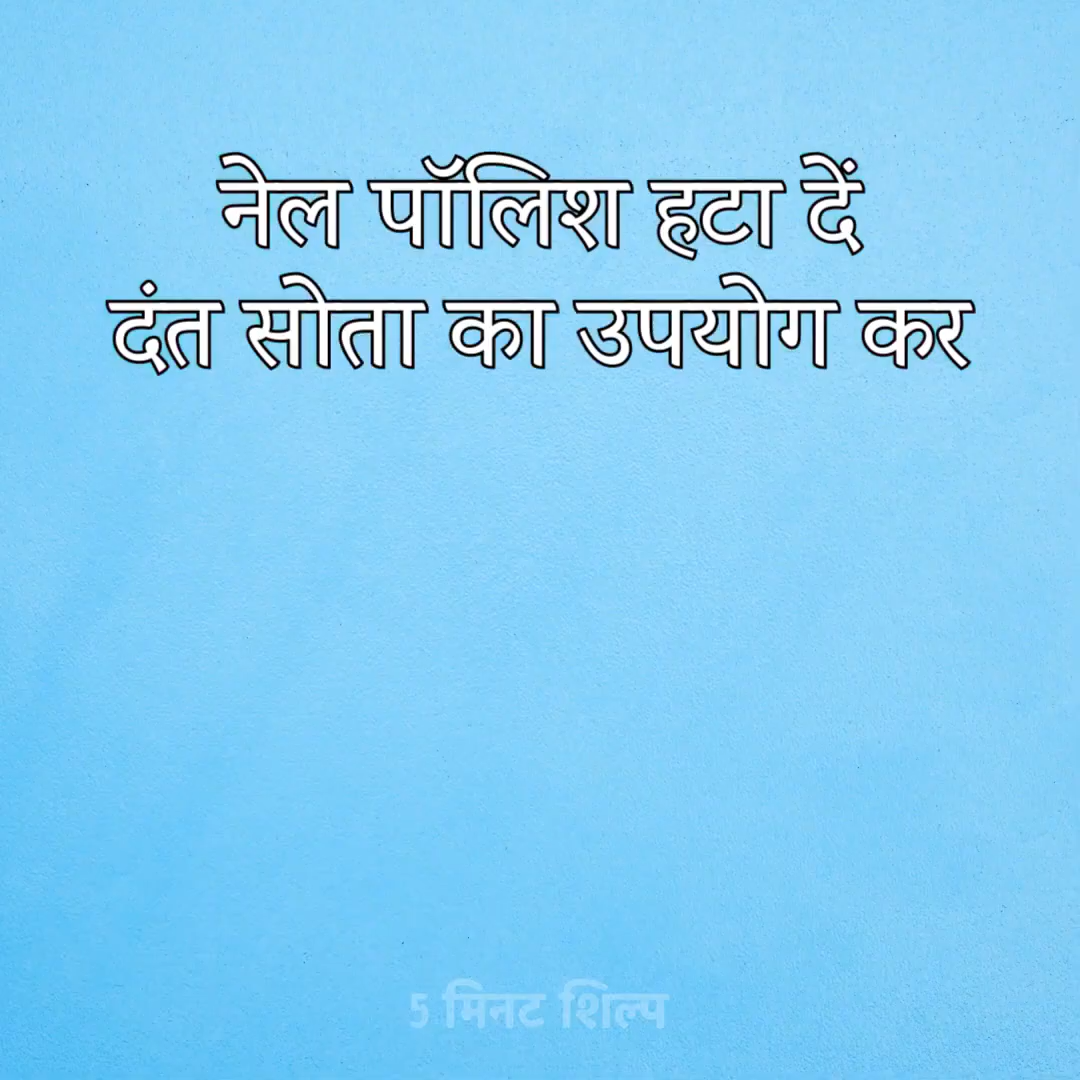 नेल पॉलिश हटा दें
दंत सोता का उपयोग कर
5 मिनट शिल्प